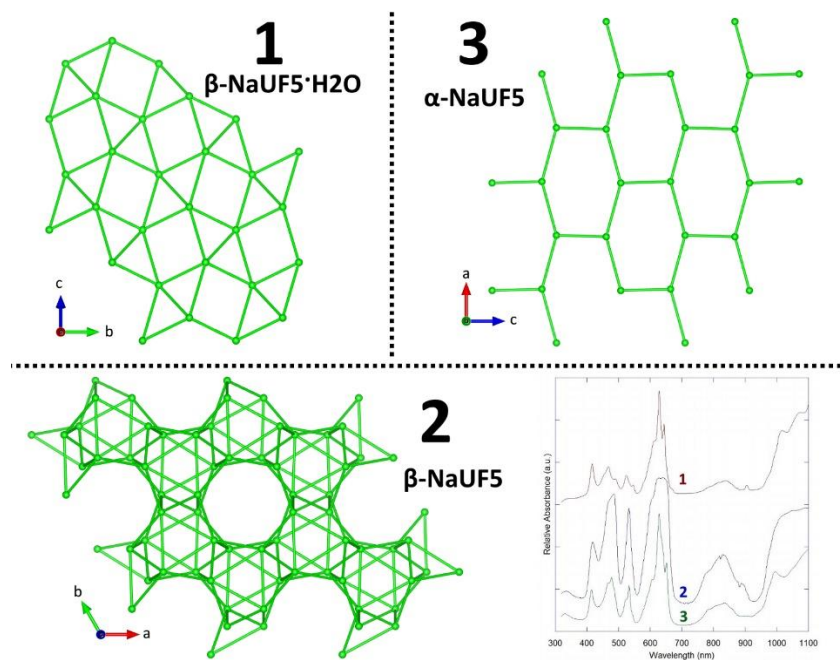 1
β-NaUF5·H2O
c
b
3
α-NaUF5
a
c
2
β-NaUF5
b
a
Relative Absorbance (a.u.)
1
2
3
300 400 500 600 700 800 900 1000 1100
Wavelength (nm)